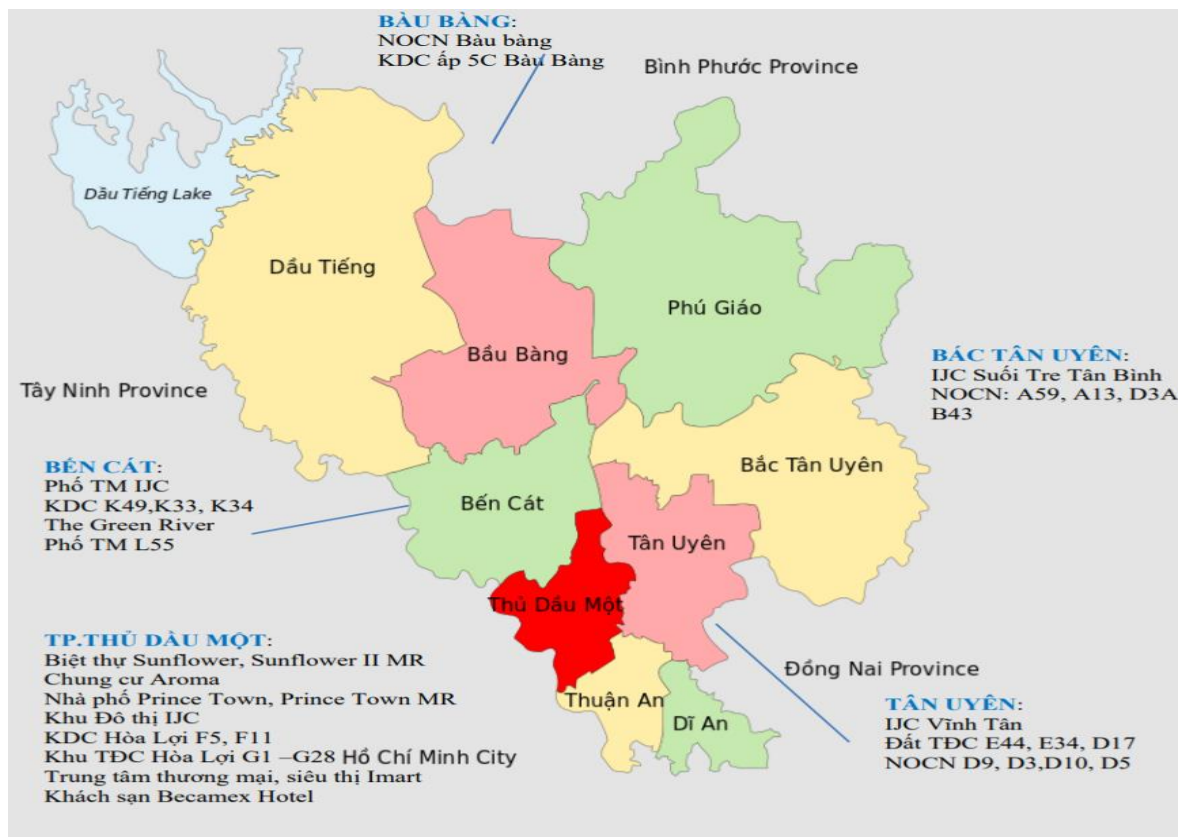 BÀU BÀNG:
NOCN Bàu bàng
KDC ấp 5C Bàu Bàng
Bình Phước Province
Dầu Tiếng Lake
Dầu Tiếng
Phú Giáo
Bầu Bàng
Tây Ninh Province
BÁC TÂN UYÊN:
IJC Suối Tre Tân Bình
NOCN: A59, A13, D3A
B43
Bắc Tân Uyên
BẾN CÁT:
Phố TM IJC
KDC K49,K33, K34
The Green River
Phố TM L55
Bến Cát
Tân Uyên
Thủ Dầu Một
TP.THỦ DẦU MỘT:
Biệt thự Sunflower, Sunflower II MR
Chung cư Aroma
Nhà phố Prince Town, Prince Town MR
Khu Đô thị IJC
KDC Hòa Lợi F5, F11
Khu TĐC Hòa Lợi G1 –G28
Trung tâm thương mại, siêu thị Imart
Khách sạn Becamex Hotel
Hồ Chí Minh City
Thuận An
Dĩ An
Đồng Nai Province
TÂN UYÊN:
IJC Vĩnh Tân
Đất TĐC E44, E34, D17
NOCN D9, D3,D10, D5